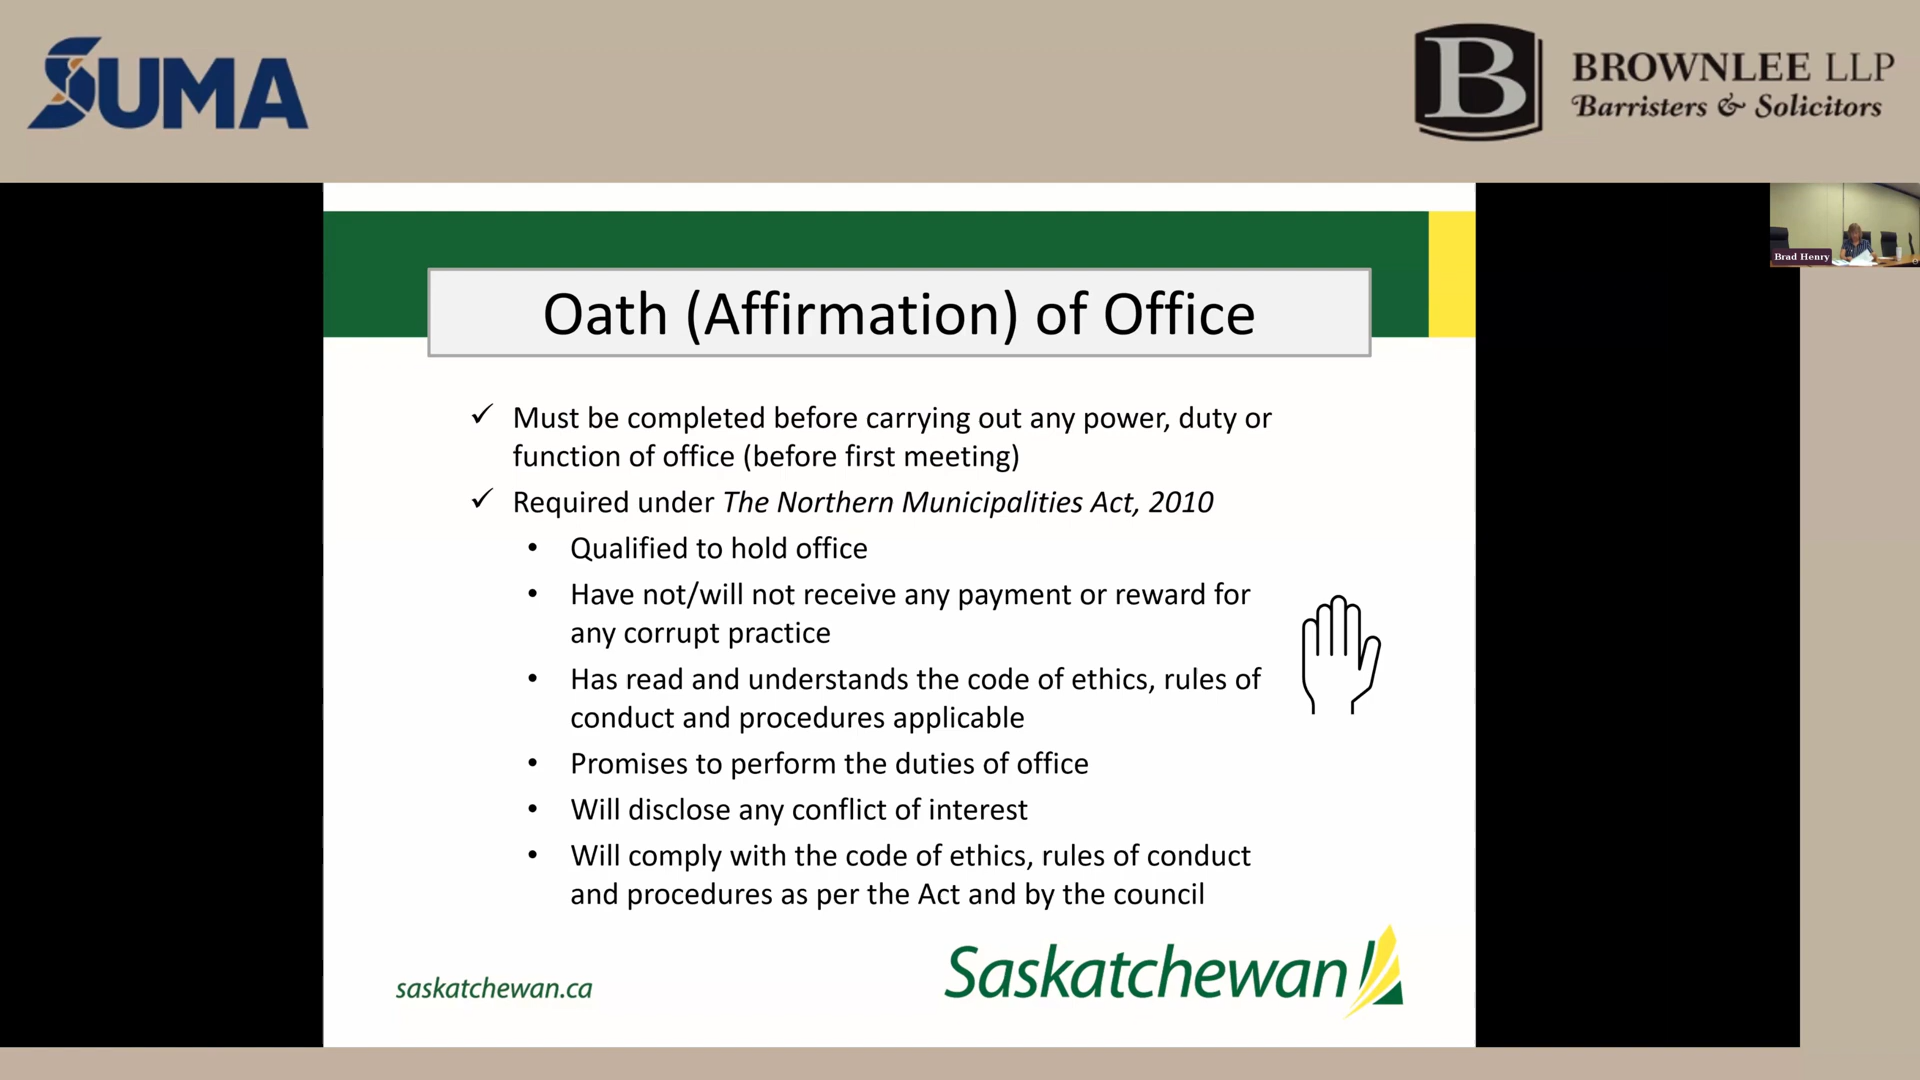 SUMA
B
BROWNLEE LLP
Barristers & Solicitors
Brad Henry
Oath (Affirmation) of Office
✓ Must be completed before carrying out any power, duty or
function of office (before first meeting)
✓ Required under The Northern Municipalities Act, 2010
• Qualified to hold office
• Have not/will not receive any payment or reward for
any corrupt practice
• Has read and understands the code of ethics, rules of
conduct and procedures applicable
• Promises to perform the duties of office
• Will disclose any conflict of interest
• Will comply with the code of ethics, rules of conduct
and procedures as per the Act and by the council
saskatchewan.ca
Saskatchewan